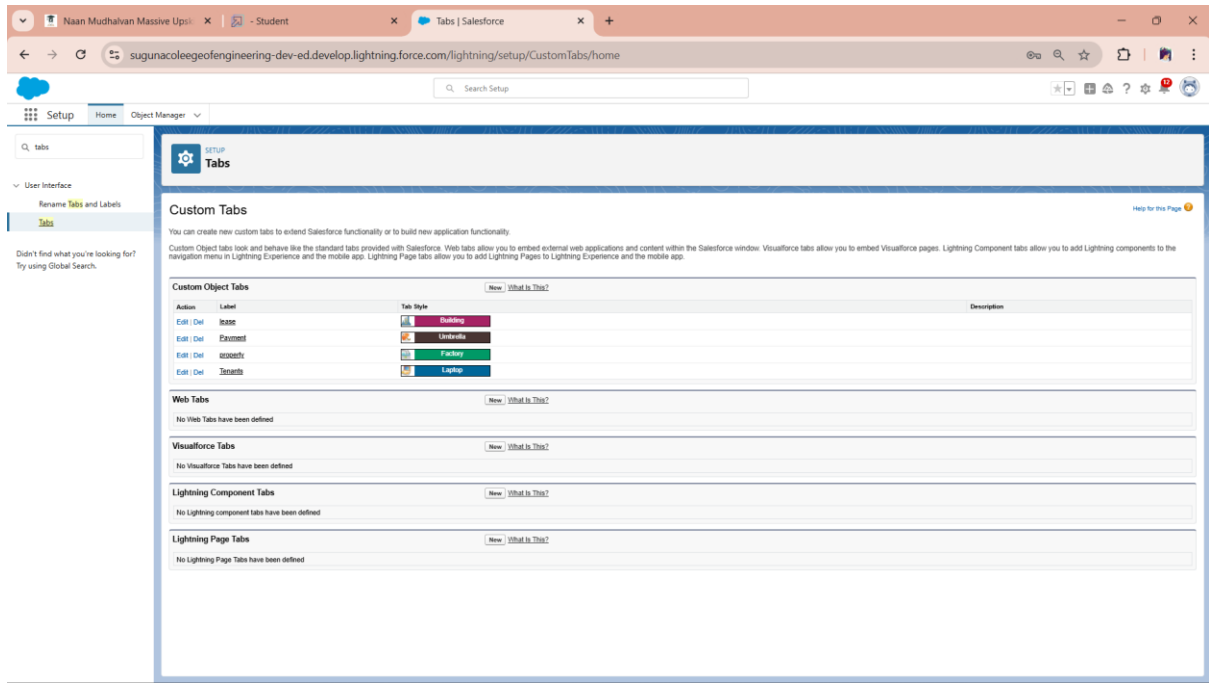 Naan Mudhalvan Massive Upski
- Student
Tabs | Salesforce
sugunacoleegeofengineering-dev-ed.develop.lightning.force.com/lightning/setup/CustomTabs/home
Search Setup
12
Setup Home Object Manager
tabs
User Interface
Rename Tabs and Labels
Tabs
Didn't find what you're looking for?
Try using Global Search.
SETUP
Tabs
Custom Tabs
Help for this Page
You can create new custom tabs to extend Salesforce functionality or to build new application functionality.
Custom Object tabs look and behave like the standard tabs provided with Salesforce. Web tabs allow you to embed external web applications and content within the Salesforce window. Visualforce tabs allow you to embed Visualforce pages. Lightning Component tabs allow you to add Lightning components to the
navigation menu in Lightning Experience and the mobile app. Lightning Page tabs allow you to add Lightning Pages to Lightning Experience and the mobile app.
Custom Object Tabs New What Is This?
Action Label Tab Style Description
Edit | Del lease Building
Edit | Del Payment Umbrella
Edit | Del property Factory
Edit | Del Tenants Laptop
Web Tabs New What Is This?
No Web Tabs have been defined
Visualforce Tabs New What Is This?
No Visualforce Tabs have been defined
Lightning Component Tabs New What Is This?
No Lightning component tabs have been defined
Lightning Page Tabs New What Is This?
No Lightning Page Tabs have been defined